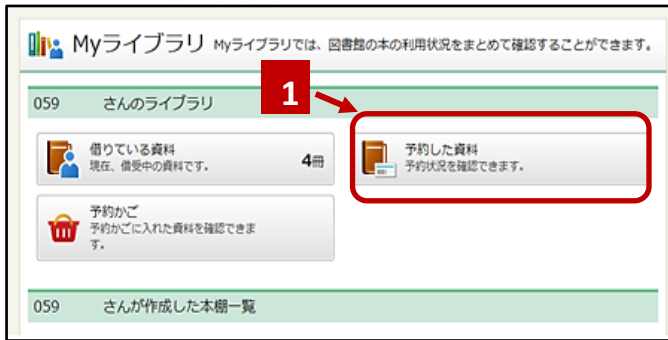 Myライブラリ Myライブラリでは、図書館の本の利用状況をまとめて確認することができます。
1
059 さんのライブラリ
借りている資料
現在、借受中の資料です。
4冊
予約した資料
予約状況を確認できます。
予約かご
予約かごに入れた資料を確認できま
す。
059 さんが作成した本棚一覧